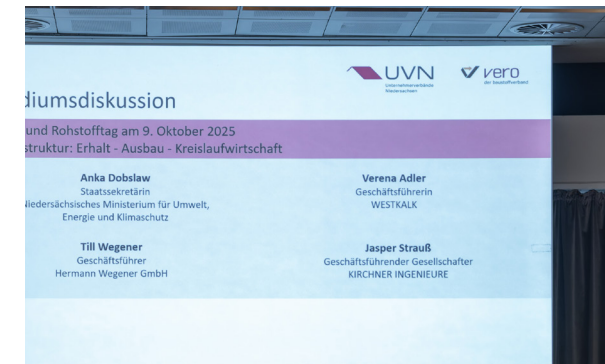 UVN
Unternehmerverbände
Niedersachsen
vero
der baustoffverband
diumsdiskussion
und Rohstofftag am 9. Oktober 2025
struktur: Erhalt - Ausbau - Kreislaufwirtschaft
Anka Dobslaw
Staatssekretärin
Niedersächsisches Ministerium für Umwelt,
Energie und Klimaschutz
Verena Adler
Geschäftsführerin
WESTKALK
Till Wegener
Geschäftsführer
Hermann Wegener GmbH
Jasper Strauß
Geschäftsführender Gesellschafter
KIRCHNER INGENIEURE